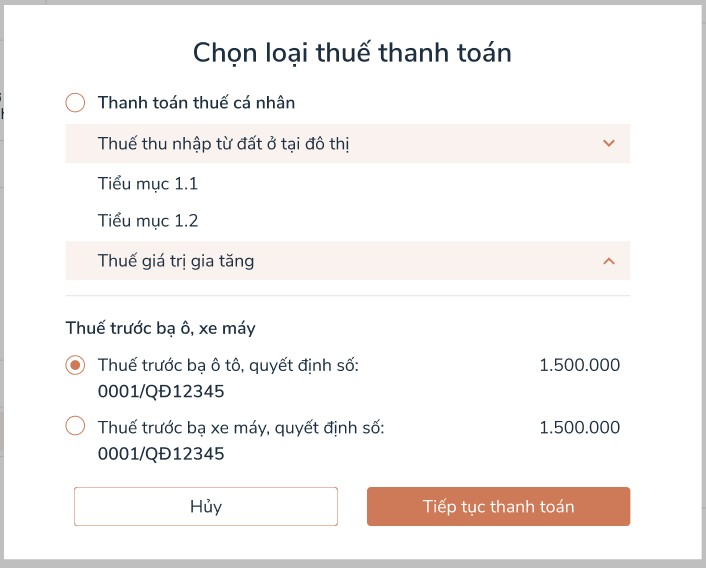 Chọn loại thuế thanh toán
Thanh toán thuế cá nhân
Thuế thu nhập từ đất ở tại đô thị
Tiểu mục 1.1
Tiểu mục 1.2
Thuế giá trị gia tăng
Thuế trước bạ ô, xe máy
Thuế trước bạ ô tô, quyết định số: 1.500.000
0001/QĐ12345
Thuế trước bạ xe máy, quyết định số: 1.500.000
0001/QĐ12345
Hủy Tiếp tục thanh toán